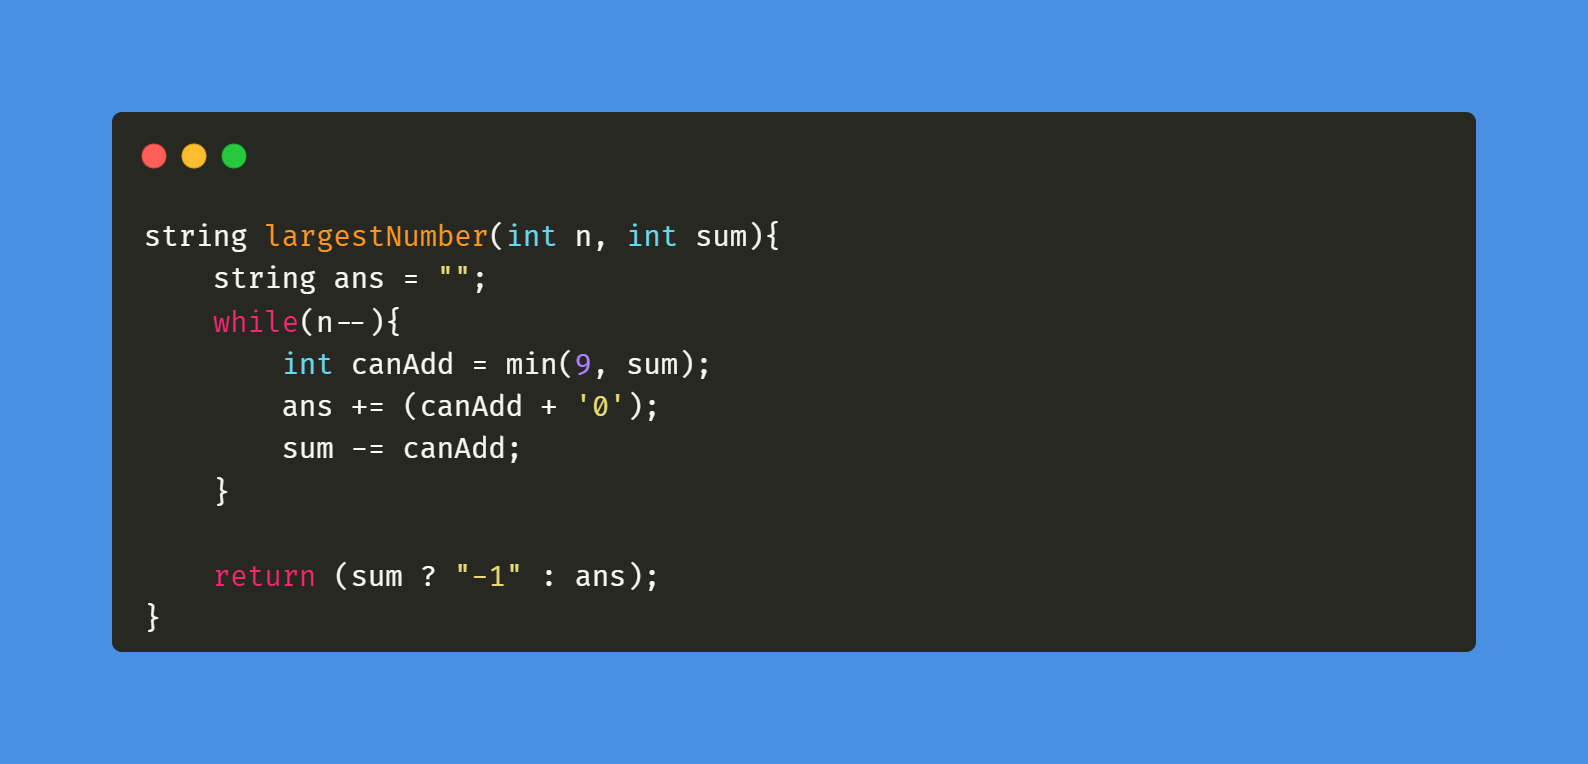 string largestNumber(int n, int sum){
    string ans = "";
    while(n--){
        int canAdd = min(9, sum);
        ans += (canAdd + '0');
        sum -= canAdd;
    }

    return (sum ? "-1" : ans);
}